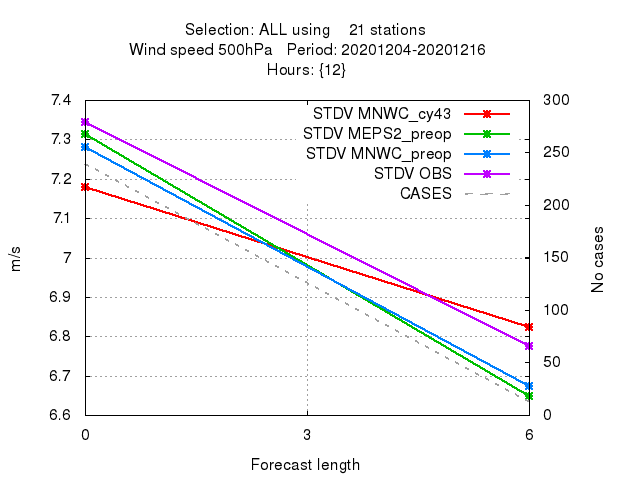 Selection: ALL using 21 stations
Wind speed 500hPa Period: 20201204-20201216
Hours: {12}
7.4
7.3
7.2
7.1
7
6.9
6.8
6.7
6.6
300
250
200
150
100
50
0
STDV MNWC_cy43
STDV MEPS2_preop
STDV MNWC_preop
STDV OBS
CASES
m/s
No cases
0 3 6
Forecast length